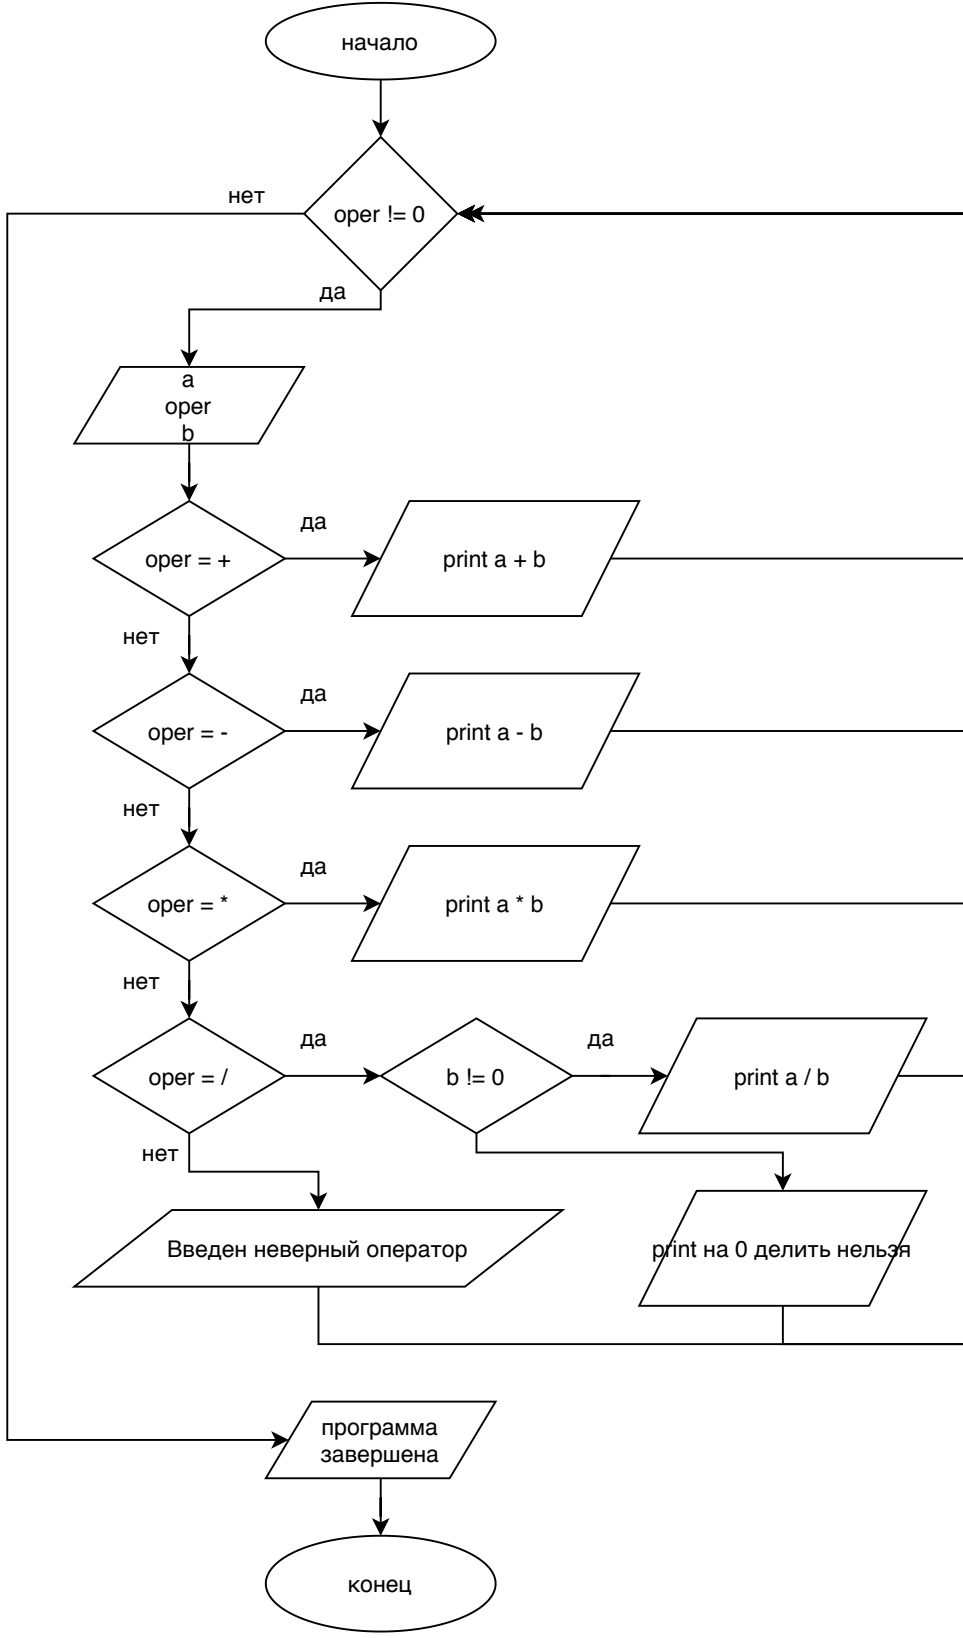 начало
нет
oper != 0
да
a
oper
b
да
oper = +
print a + b
нет
да
oper = -
print a - b
нет
да
oper = *
print a * b
нет
да
да
oper = /
b != 0
print a / b
нет
Введен неверный оператор
print на 0 делить нельзя
программа
завершена
конец